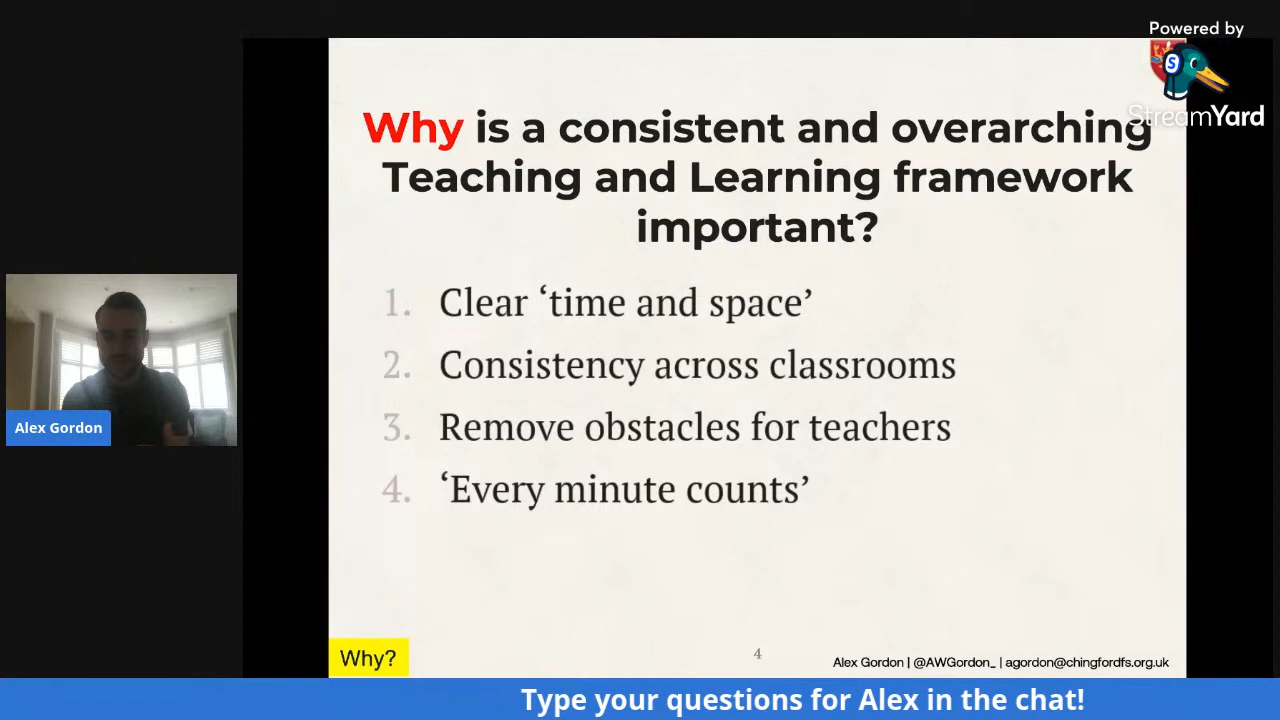 Powered by
StreamYard
Why is a consistent and overarching
Teaching and Learning framework
important?
1. Clear ‘time and space’
2. Consistency across classrooms
3. Remove obstacles for teachers
4. ‘Every minute counts’
Alex Gordon
Why?
4
Alex Gordon | @AWGordon_ | agordon@chingfordfs.org.uk
Type your questions for Alex in the chat!